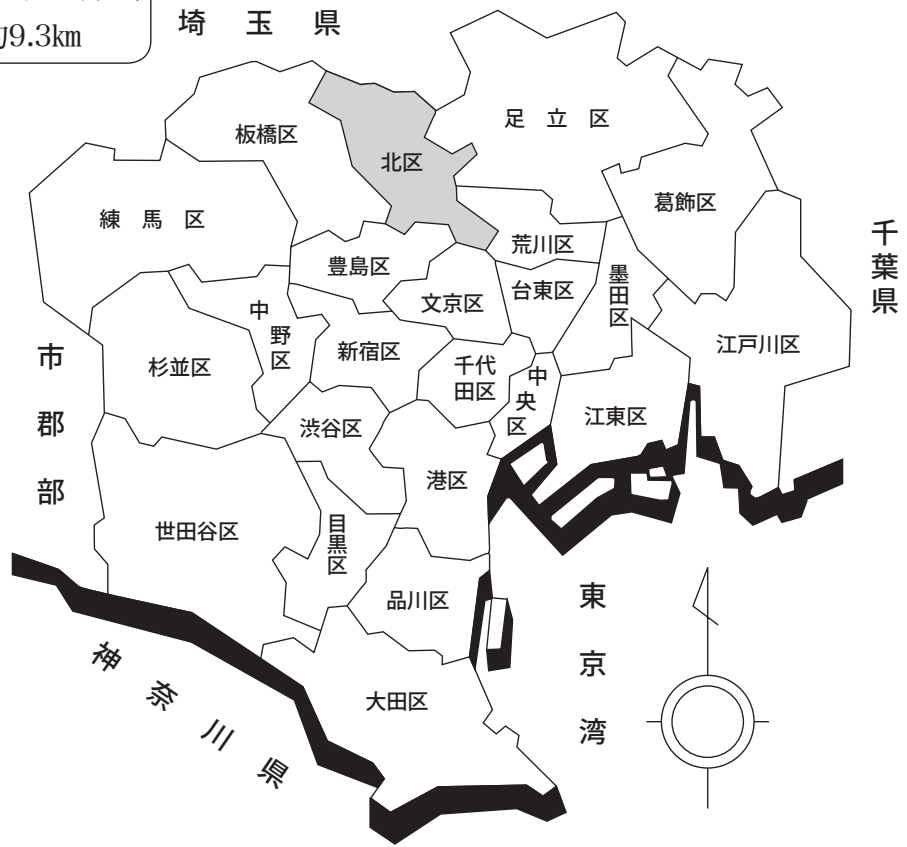 約9.3km
埼玉県
足立区
板橋区
北区
葛飾区
練馬区
荒川区
千葉県
豊島区
台東区
墨田区
文京区
中野区
江戸川区
新宿区
杉並区
千代
田区
中央区
市郡部
江東区
渋谷区
港区
世田谷区
目黒区
品川区
東京湾
神奈川県
大田区